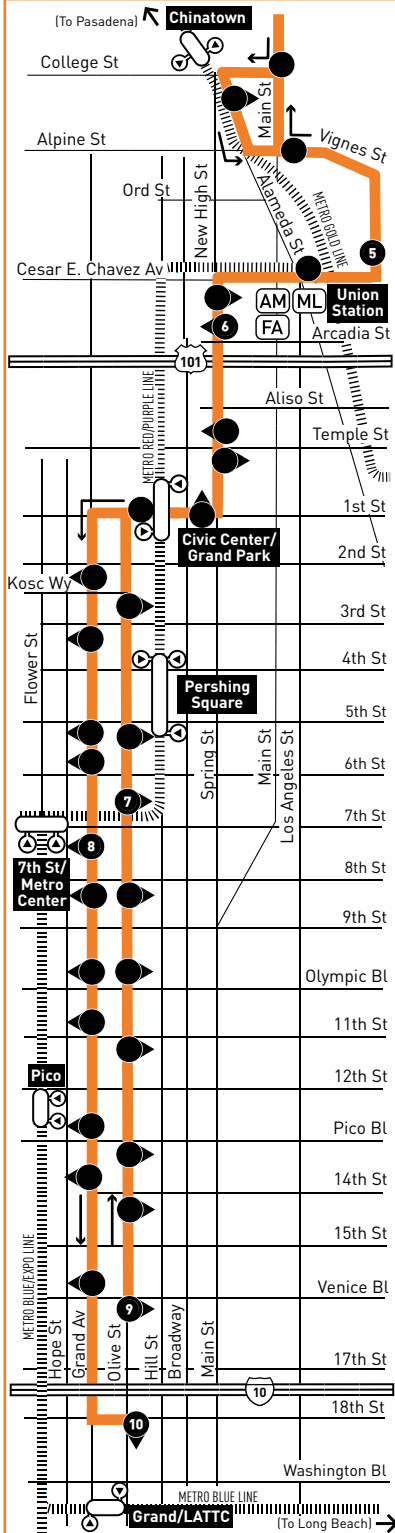 (To Pasadena)
Chinatown
College St
Main St
Alpine St
Vignes St
Ord St
New High St
Alameda St
METRO GOLD LINE
5
Cesar E. Chavez Av
AM
ML
Union
Station
6
FA
Arcadia St
101
Aliso St
METRO RED/PURPLE LINE
Temple St
1st St
Civic Center/
Grand Park
2nd St
Kosc Wy
3rd St
Flower St
4th St
Pershing
Square
5th St
Spring St
Main St
Los Angeles St
6th St
7
7th St
8
7th St/
Metro
Center
8th St
9th St
Olympic Bl
11th St
12th St
Pico
Pico Bl
14th St
15th St
METRO BLUE/EXPO LINE
Venice Bl
9
Hope St
Grand Av
Olive St
Hill St
Broadway
Main St
17th St
10
18th St
10
Washington Bl
METRO BLUE LINE
Grand/LATTC
(To Long Beach)